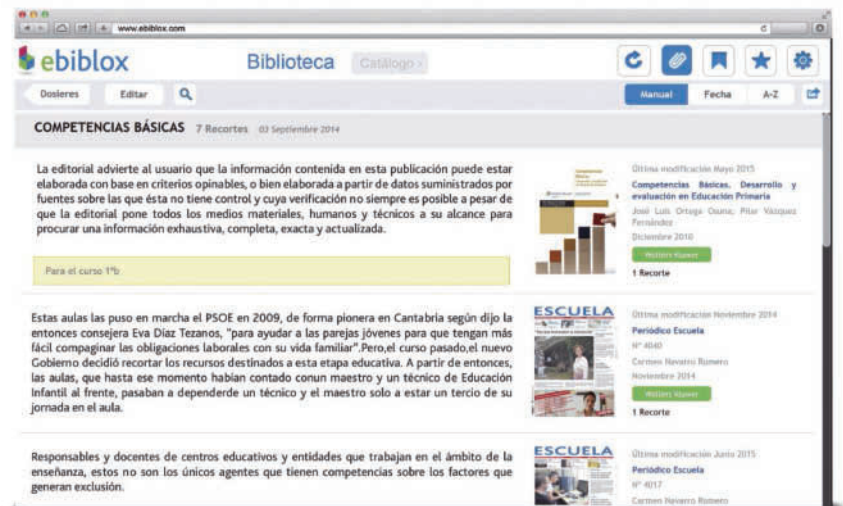 www.ebiblox.com
ebiblox
Biblioteca
Catálogo ›
Dosieres
Editar
Manual
Fecha
A-Z
COMPETENCIAS BÁSICAS 7 Recortes 03 Septiembre 2014
La editorial advierte al usuario que la información contenida en esta publicación puede estar
elaborada con base en criterios opinables, o bien elaborada a partir de datos suministrados por
fuentes sobre las que ésta no tiene control y cuya verificación no siempre es posible a pesar de
que la editorial pone todos los medios materiales, humanos y técnicos a su alcance para
procurar una información exhaustiva, completa, exacta y actualizada.
Para el curso 1ºb
Competencias
Básicas
Última modificación Mayo 2015
Competencias Básicas, Desarrollo y
evaluación en Educación Primaria
José Luis Ortega Osuna, Pilar Vázquez
Fernández
Diciembre 2010
Wolters Kluwer
1 Recorte
Estas aulas las puso en marcha el PSOE en 2009, de forma pionera en Cantabria según dijo la
entonces consejera Eva Díaz Tezanos, "para ayudar a las parejas jóvenes para que tengan más
fácil compaginar las obligaciones laborales con su vida familiar".Pero,el curso pasado,el nuevo
Gobierno decidió recortar los recursos destinados a esta etapa educativa. A partir de entonces,
las aulas, que hasta ese momento habían contado conun maestro y un técnico de Educación
Infantil al frente, pasaban a dependerde un técnico y el maestro solo a estar un tercio de su
jornada en el aula.
ESCUELA
Última modificación Noviembre 2014
Periódico Escuela
Nº 4040
Carmen Navarro Romero
Noviembre 2014
Wolters Kluwer
1 Recorte
Responsables y docentes de centros educativos y entidades que trabajan en el ámbito de la
enseñanza, estos no son los únicos agentes que tienen competencias sobre los factores que
generan exclusión.
ESCUELA
Última modificación Junio 2015
Periódico Escuela
Nº 4017
Carmen Navarro Romero